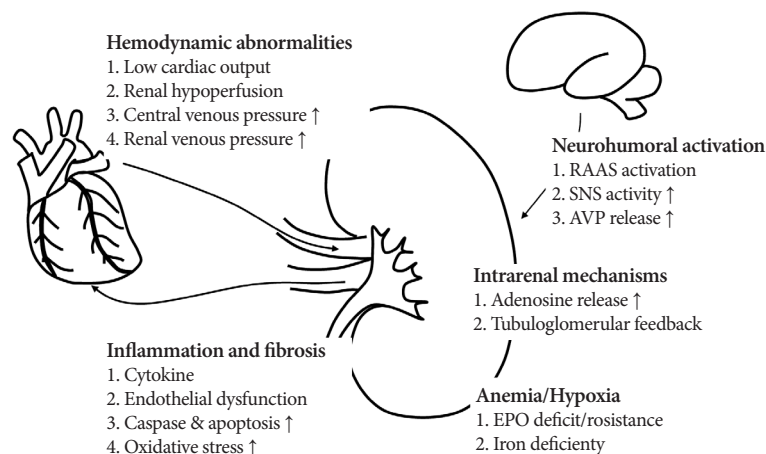 Hemodynamic abnormalities
1. Low cardiac output
2. Renal hypoperfusion
3. Central venous pressure ↑
4. Renal venous pressure ↑
Neurohumoral activation
1. RAAS activation
2. SNS activity ↑
3. AVP release ↑
Intrarenal mechanisms
1. Adenosine release ↑
2. Tubuloglomerular feedback
Inflammation and fibrosis
1. Cytokine
2. Endothelial dysfunction
3. Caspase & apoptosis ↑
4. Oxidative stress ↑
Anemia/Hypoxia
1. EPO deficit/rosistance
2. Iron deficienty